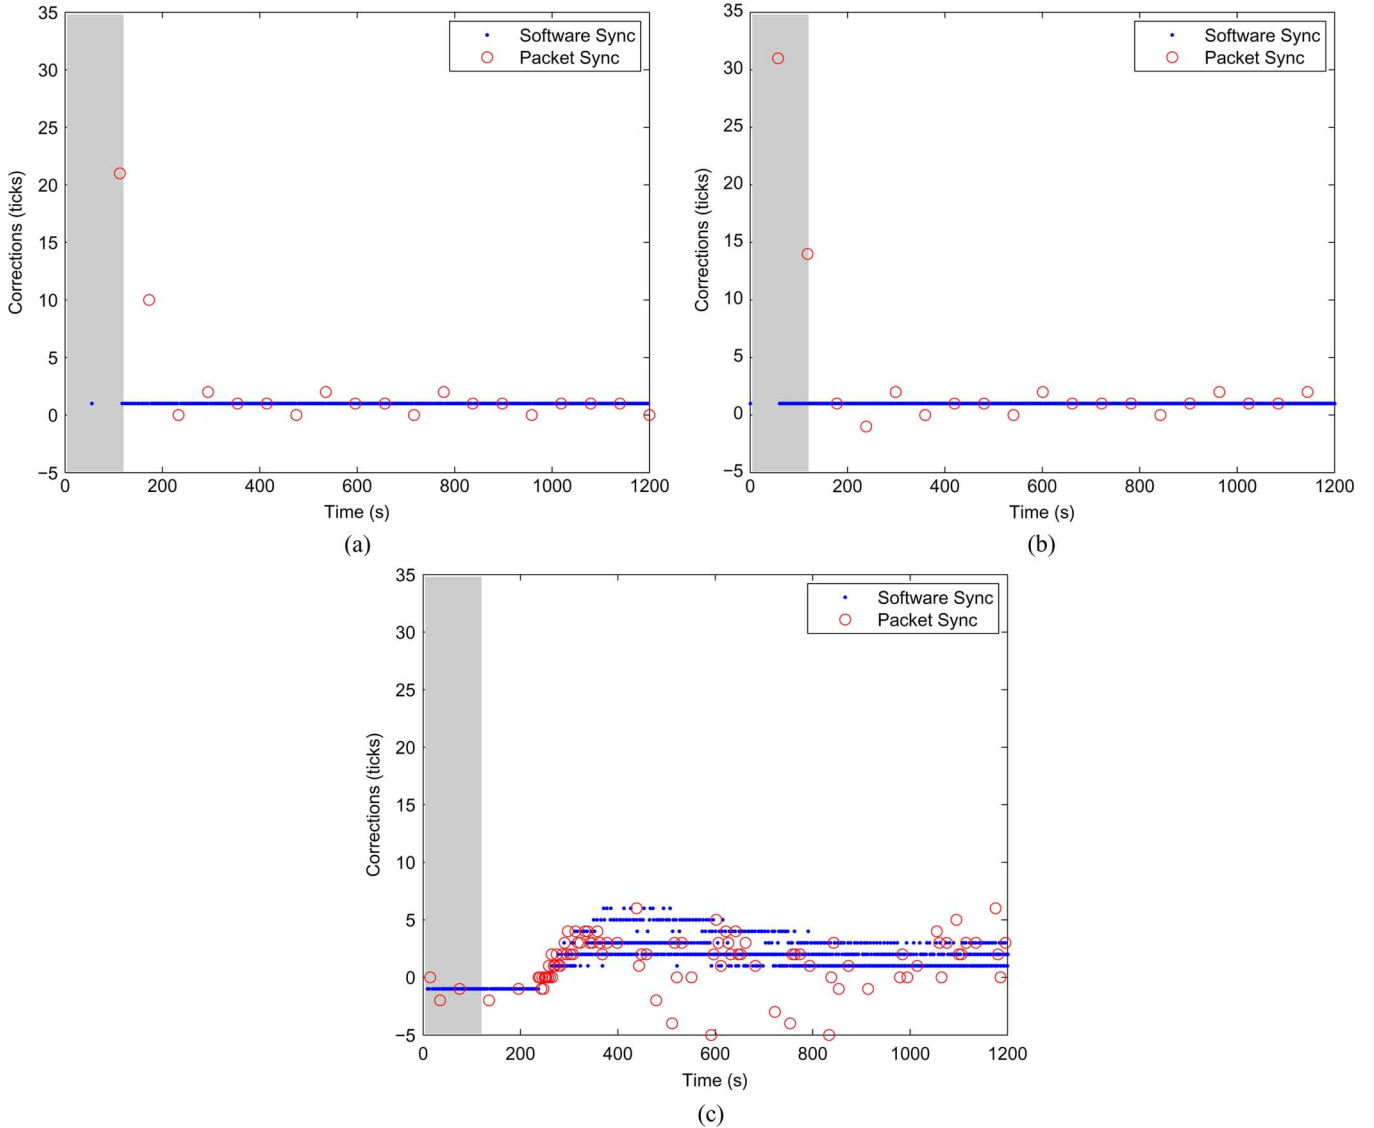 Software Sync
Packet Sync
35
30
25
20
15
10
5
0
−5
Corrections (ticks)
0 200 400 600 800 1000 1200
Time (s)
(a)
Software Sync
Packet Sync
35
30
25
20
15
10
5
0
−5
Corrections (ticks)
0 200 400 600 800 1000 1200
Time (s)
(b)
Software Sync
Packet Sync
35
30
25
20
15
10
5
0
−5
Corrections (ticks)
0 200 400 600 800 1000 1200
Time (s)
(c)